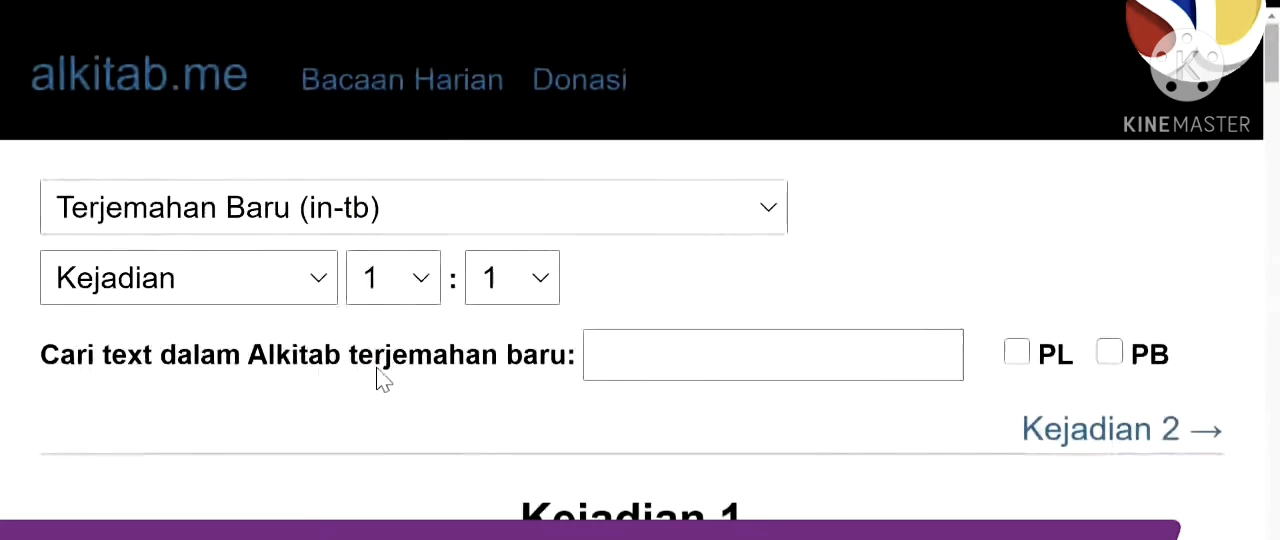 alkitab.me Bacaan Harian Donasi
KINEMASTER
Terjemahan Baru (in-tb)
Kejadian 1 : 1
Cari text dalam Alkitab terjemahan baru: PL PB
Kejadian 2 →
Kejadian 1